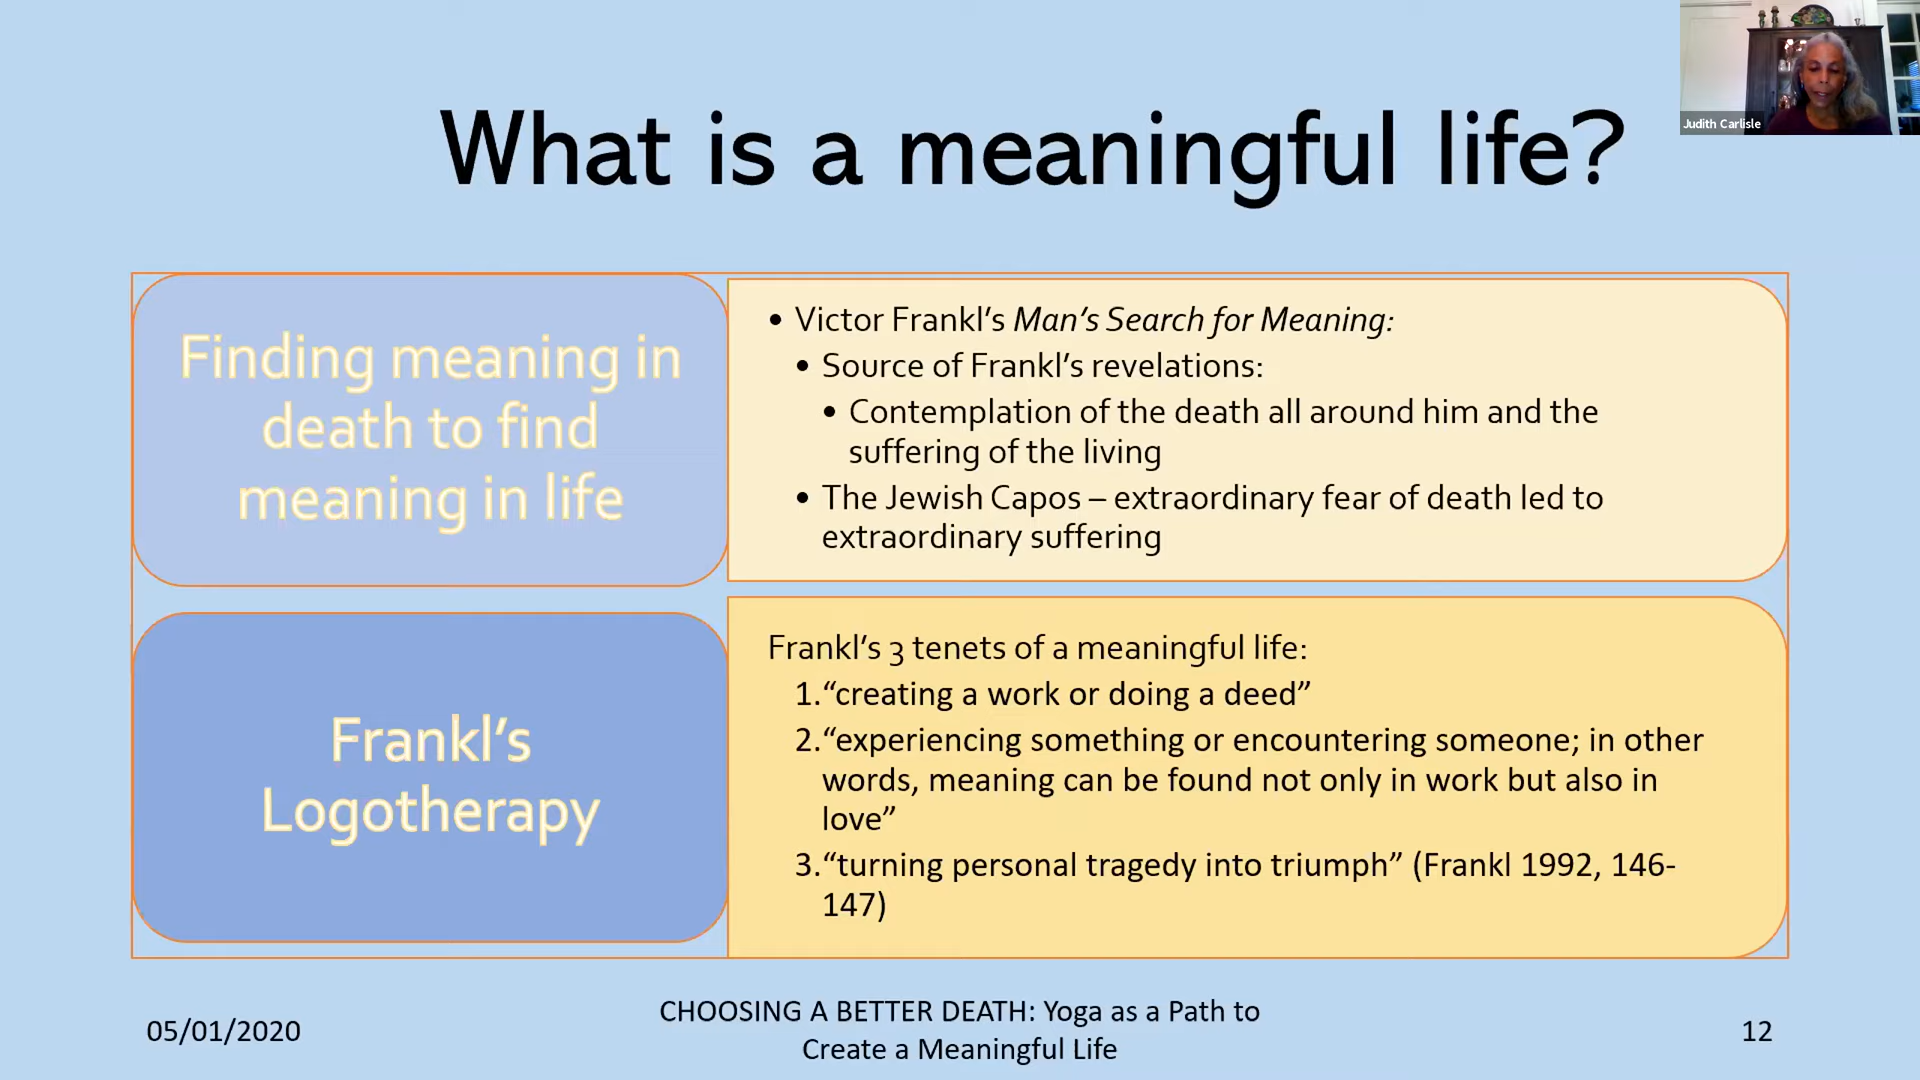 What is a meaningful life?
Judith Carlisle
Finding meaning in
death to find
meaning in life
• Victor Frankl’s Man’s Search for Meaning:
• Source of Frankl’s revelations:
• Contemplation of the death all around him and the
suffering of the living
• The Jewish Capos – extraordinary fear of death led to
extraordinary suffering
Frankl’s
Logotherapy
Frankl’s 3 tenets of a meaningful life:
1.“creating a work or doing a deed”
2.“experiencing something or encountering someone; in other
words, meaning can be found not only in work but also in
love”
3.“turning personal tragedy into triumph” (Frankl 1992, 146-
147)
05/01/2020
CHOOSING A BETTER DEATH: Yoga as a Path to
Create a Meaningful Life
12